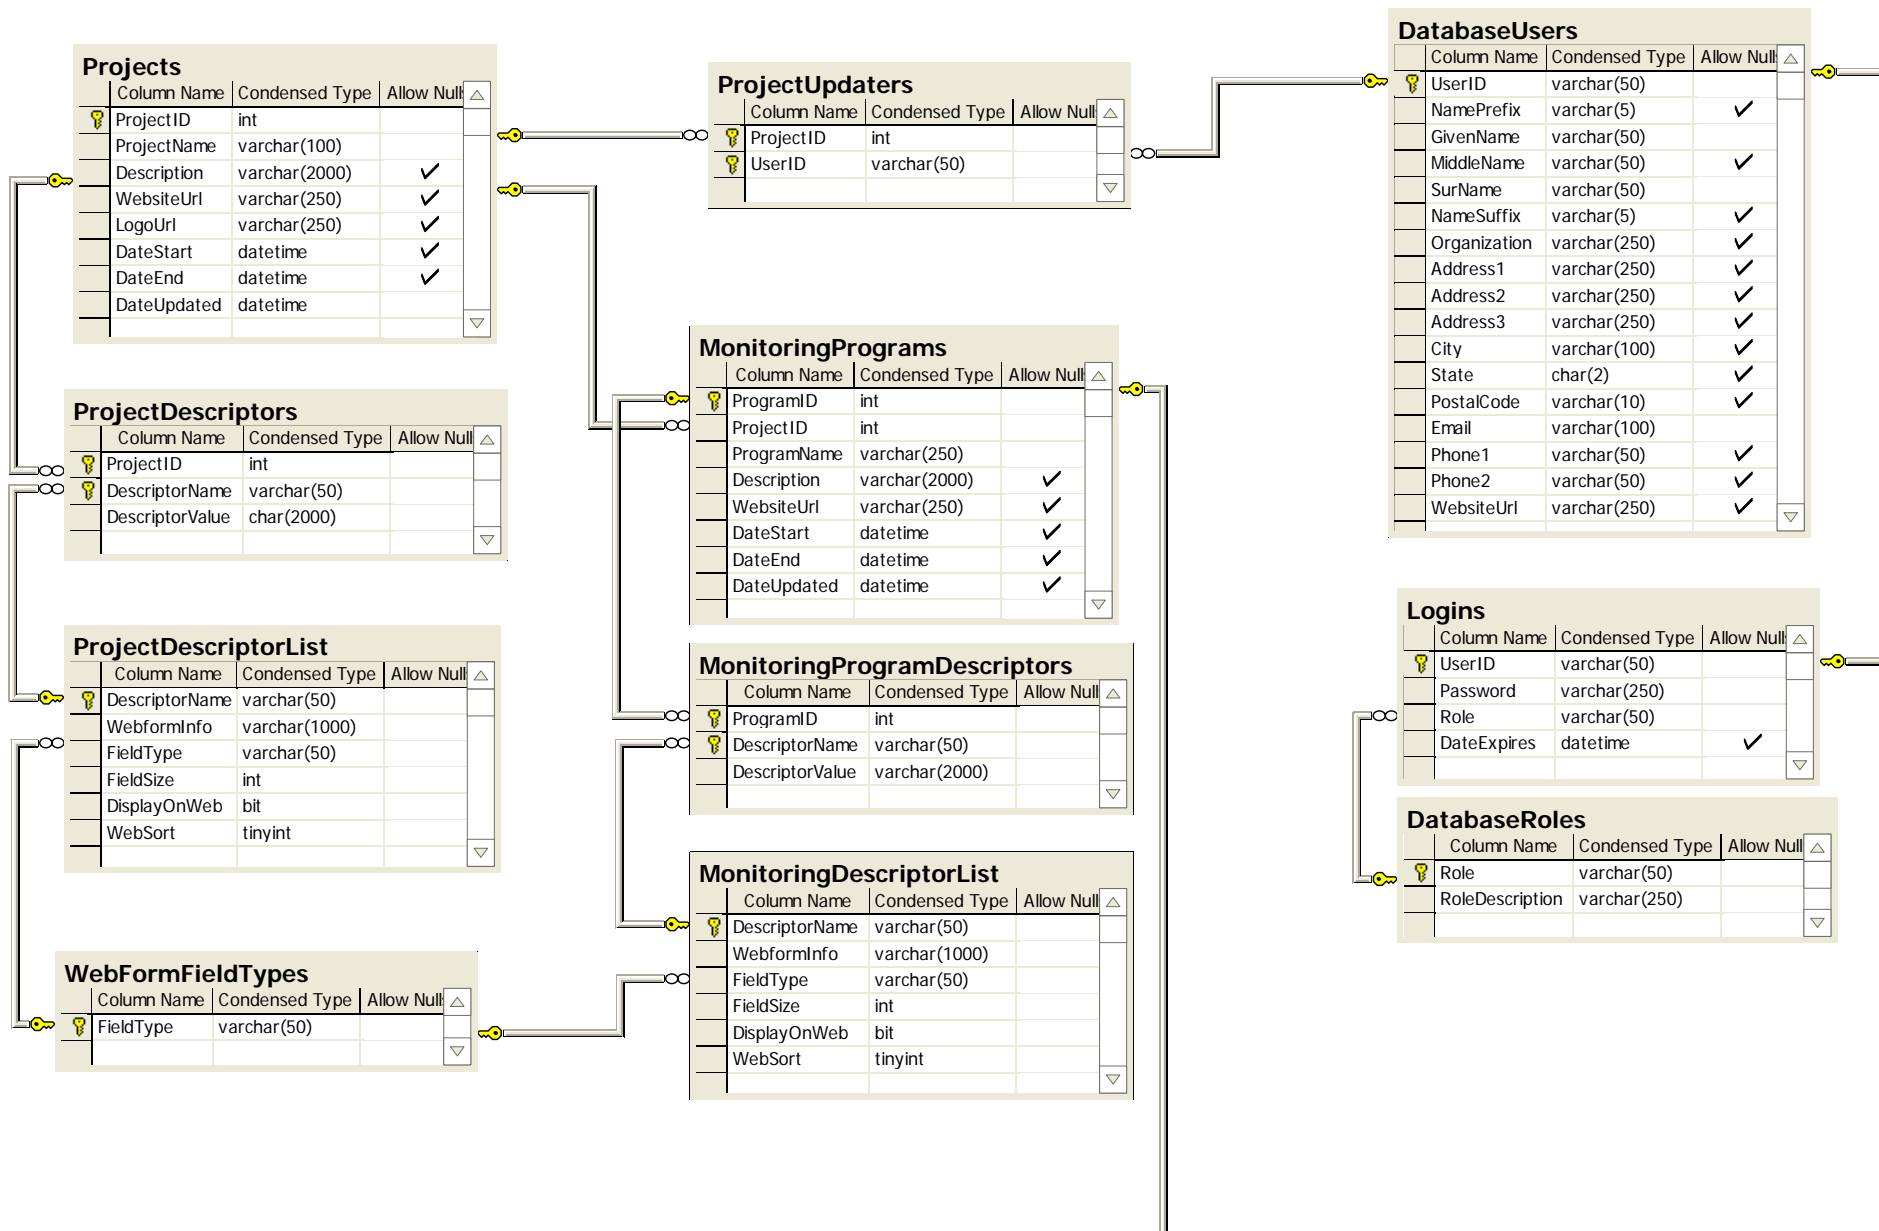 Projects
Column Name Condensed Type Allow Null
ProjectID int
ProjectName varchar(100)
Description varchar(2000)
WebsiteUrl varchar(250)
LogoUrl varchar(250)
DateStart datetime
DateEnd datetime
DateUpdated datetime
ProjectDescriptors
Column Name Condensed Type Allow Null
ProjectID int
DescriptorName varchar(50)
DescriptorValue char(2000)
ProjectDescriptorList
Column Name Condensed Type Allow Null
DescriptorName varchar(50)
WebformInfo varchar(1000)
FieldType varchar(50)
FieldSize int
DisplayOnWeb bit
WebSort tinyint
WebFormFieldTypes
Column Name Condensed Type Allow Null
FieldType varchar(50)
ProjectUpdaters
Column Name Condensed Type Allow Null
ProjectID int
UserID varchar(50)
MonitoringPrograms
Column Name Condensed Type Allow Null
ProgramID int
ProjectID int
ProgramName varchar(250)
Description varchar(2000)
WebsiteUrl varchar(250)
DateStart datetime
DateEnd datetime
DateUpdated datetime
MonitoringProgramDescriptors
Column Name Condensed Type Allow Null
ProgramID int
DescriptorName varchar(50)
DescriptorValue varchar(2000)
MonitoringDescriptorList
Column Name Condensed Type Allow Null
DescriptorName varchar(50)
WebformInfo varchar(1000)
FieldType varchar(50)
FieldSize int
DisplayOnWeb bit
WebSort tinyint
DatabaseUsers
Column Name Condensed Type Allow Null
UserID varchar(50)
NamePrefix varchar(5)
GivenName varchar(50)
MiddleName varchar(50)
SurName varchar(50)
NameSuffix varchar(5)
Organization varchar(250)
Address1 varchar(250)
Address2 varchar(250)
Address3 varchar(250)
City varchar(100)
State char(2)
PostalCode varchar(10)
Email varchar(100)
Phone1 varchar(50)
Phone2 varchar(50)
WebsiteUrl varchar(250)
Logins
Column Name Condensed Type Allow Null
UserID varchar(50)
Password varchar(250)
Role varchar(50)
DateExpires datetime
DatabaseRoles
Column Name Condensed Type Allow Null
Role varchar(50)
RoleDescription varchar(250)